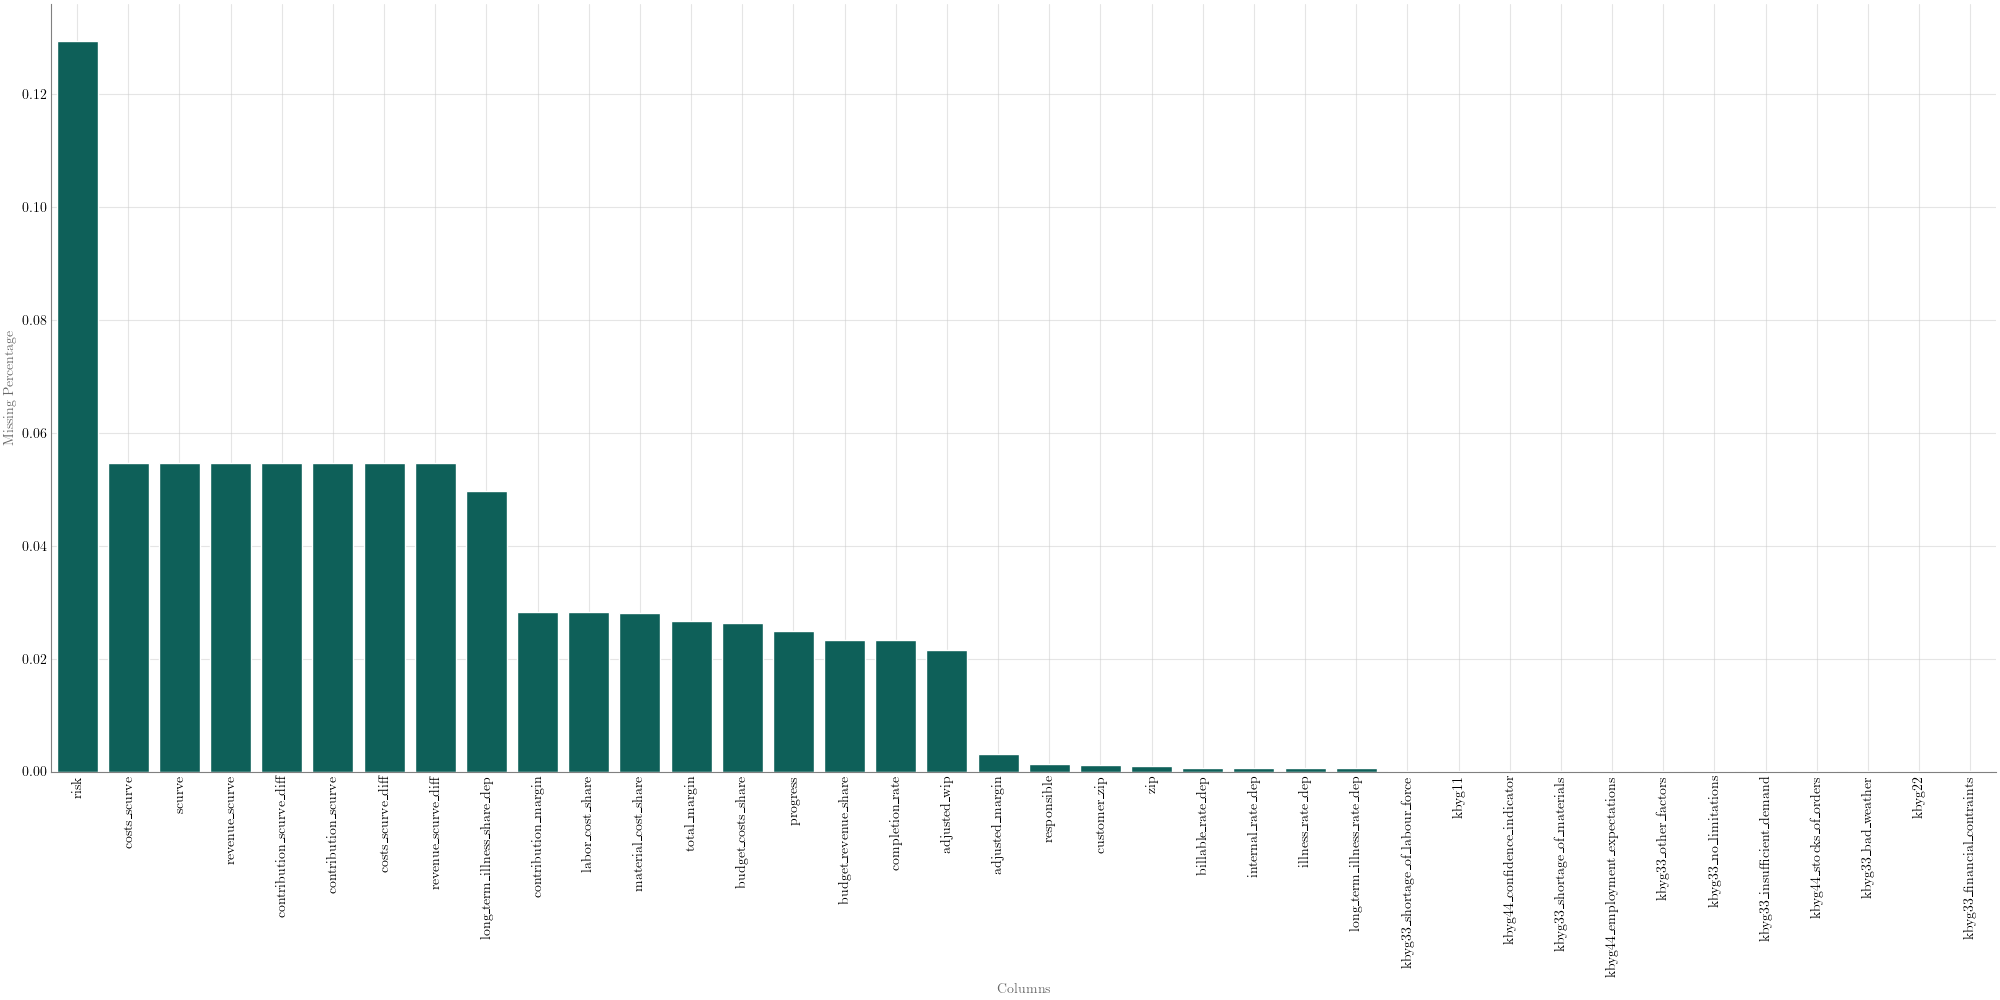 0.12
0.10
0.08
0.06
0.04
0.02
0.00
Missing Percentage
risk
costs_scurve
scurve
revenue_scurve
contribution_scurve_diff
contribution_scurve
costs_scurve_diff
revenue_scurve_diff
long_term_illness_share_dep
contribution_margin
labor_cost_share
material_cost_share
total_margin
budget_costs_share
progress
budget_revenue_share
completion_rate
adjusted_wip
adjusted_margin
responsible
customer_zip
zip
billable_rate_dep
internal_rate_dep
illness_rate_dep
long_term_illness_rate_dep
kbyg33_shortage_of_labour_force
kbyg11
kbyg44_confidence_indicator
kbyg33_shortage_of_materials
kbyg44_employment_expectations
kbyg33_other_factors
kbyg33_no_limitations
kbyg33_insufficient_demand
kbyg44_stocks_of_orders
kbyg33_bad_weather
kbyg22
kbyg33_financial_contraints
Columns